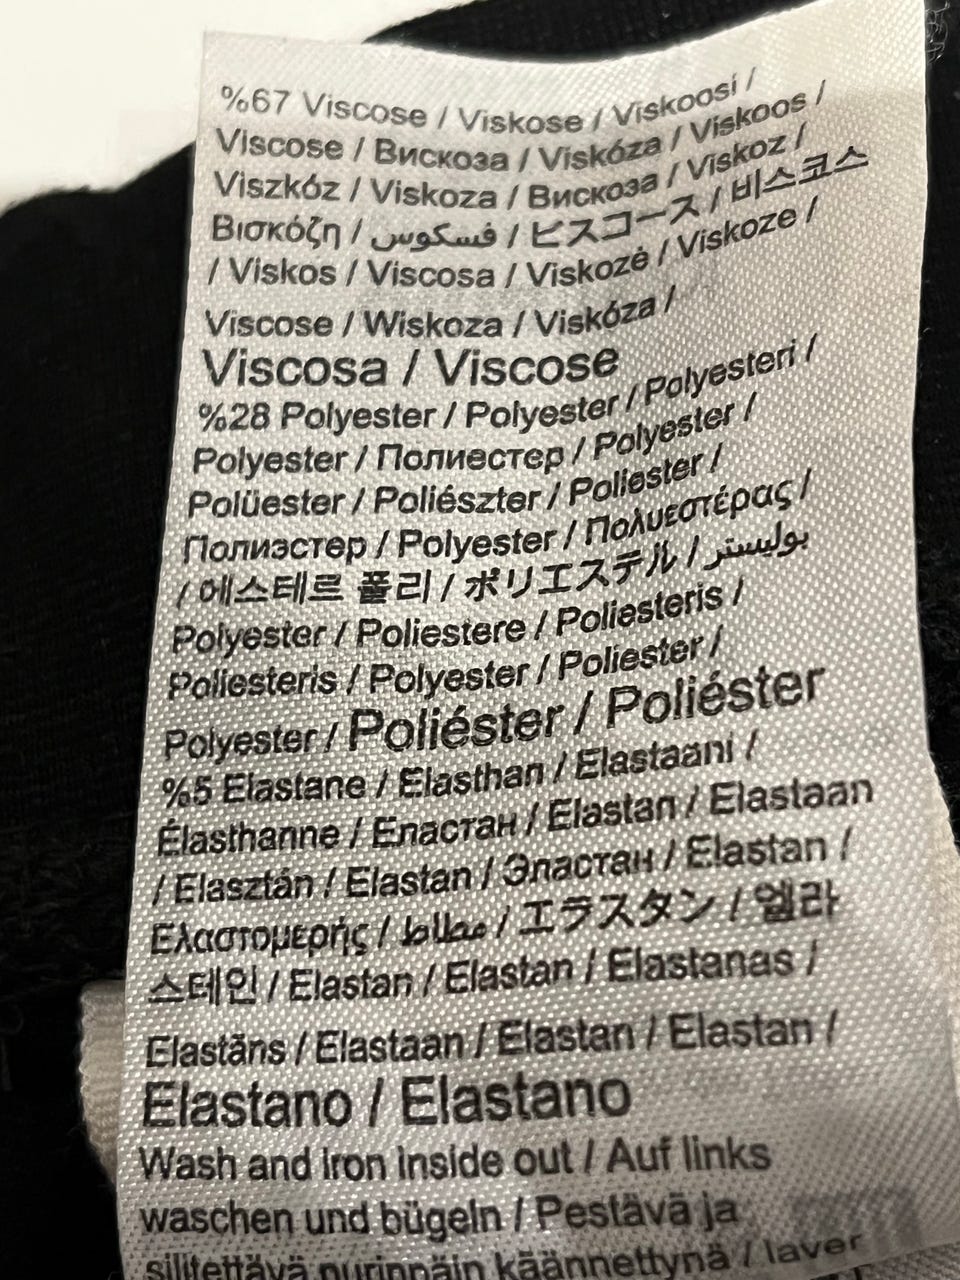 %67 Viscose / Viskose / Viskoosi /
Viscose / Вискоза / Viskóza / Viskoos /
Viszkóz / Viskoza / Вискоза / Viskoz /
Βισκόζη / فسكوس / ビスコース / 비스코스
/ Viskos / Viscosa / Viskozė / Viskoze /
Viscose / Wiskoza / Viskóza /
Viscosa / Viscose
%28 Polyester / Polyester / Polyesteri /
Polyester / Полиестер / Polyester /
Polüester / Poliészter / Poliester /
Полиэстер / Polyester / Πολυεστέρας /
/ 에스테르 폴리 / ポリエステル / بوليستر
Polyester / Poliestere / Poliesteris /
Poliesteris / Polyester / Poliester /
Polyester / Poliéster / Poliéster
%5 Elastane / Elasthan / Elastaani /
Élasthanne / Еластан / Elastan / Elastaan
/ Elasztán / Elastan / Эластан / Elastan /
Ελαστομερής / مطاط / エラスタン / 엘라
스테인 / Elastan / Elastan / Elastanas /
Elastāns / Elastaan / Elastan / Elastan /
Elastano / Elastano
Wash and Iron inside out / Auf links
waschen und bügeln / Pestävä ja
silitettävä nurinpäin käännettynä / laver